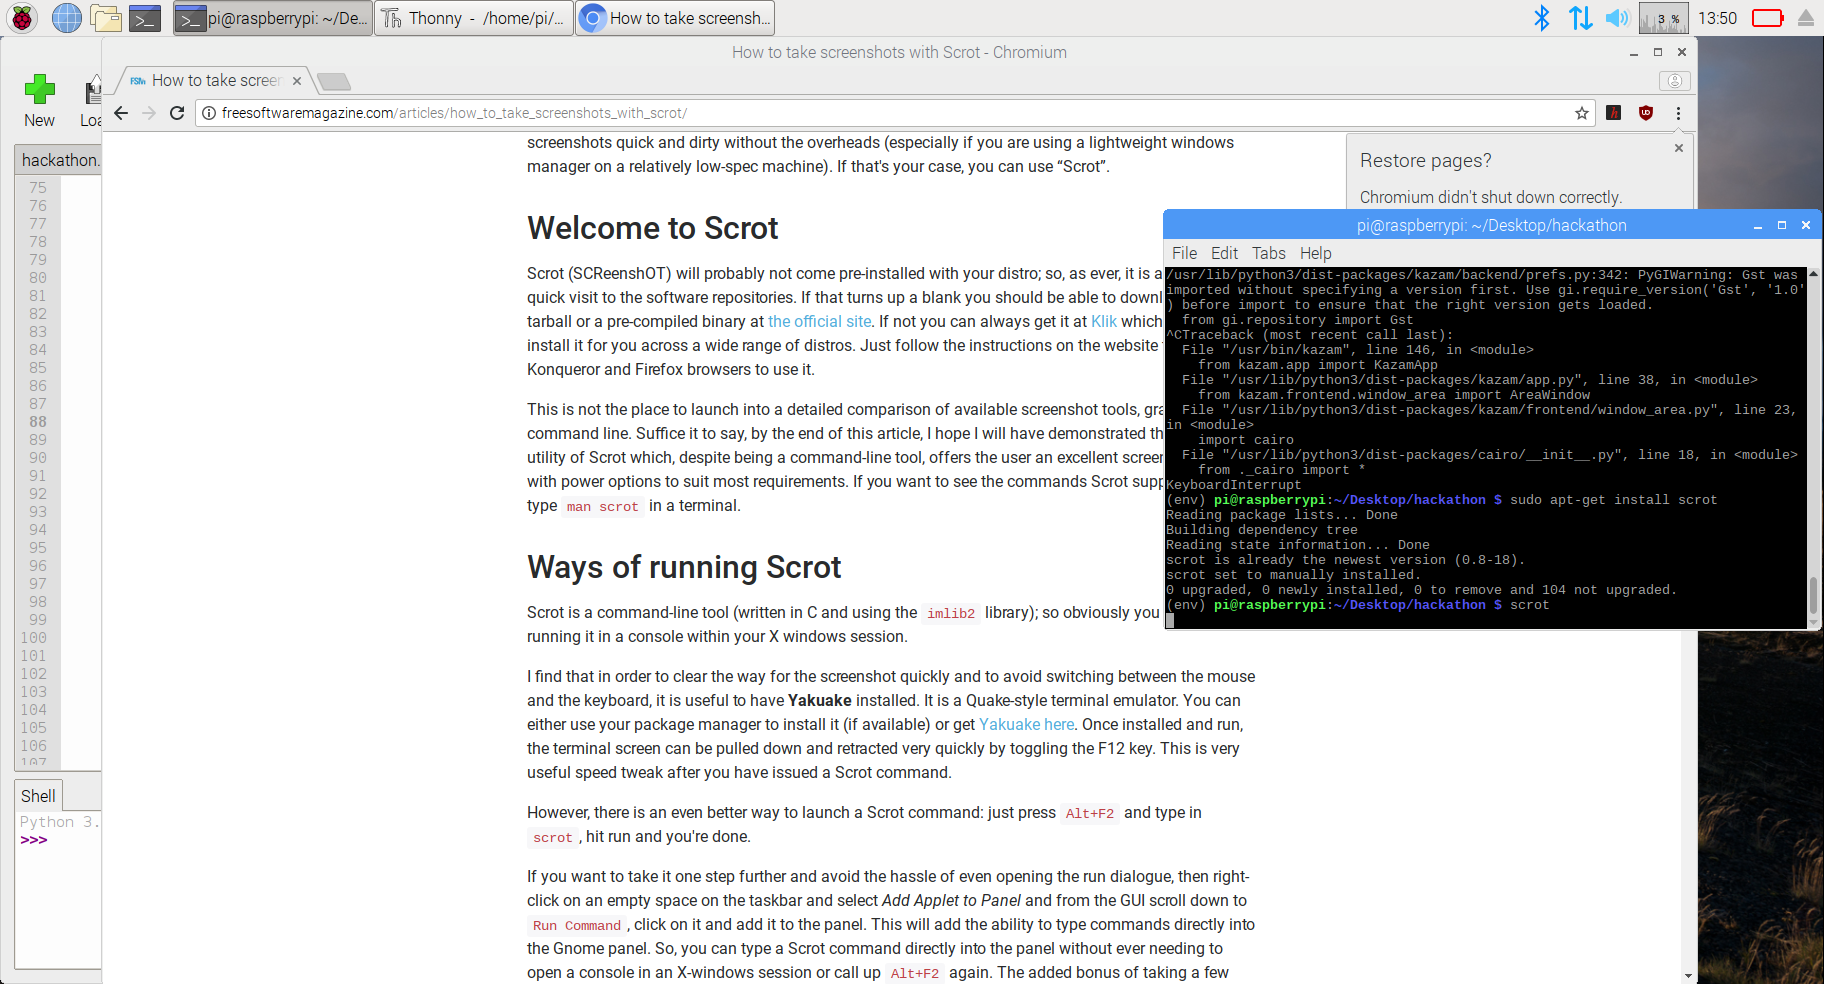 pi@raspberrypi: ~/De...
Thonny - /home/pi/...
How to take screensh...
3 %
13:50
How to take screenshots with Scrot - Chromium
FSM How to take screen
freesoftwaremagazine.com/articles/how_to_take_screenshots_with_scrot/
New
Loa
hackathon.
75
76
77
78
79
80
81
82
83
84
85
86
87
88
89
90
91
92
93
94
95
96
97
98
99
100
101
102
103
104
105
106
107
Shell
Python 3.
>>>
screenshots quick and dirty without the overheads (especially if you are using a lightweight windows
manager on a relatively low-spec machine). If that's your case, you can use “Scrot”.
Welcome to Scrot
Scrot (SCReenshOT) will probably not come pre-installed with your distro; so, as ever, it is a
quick visit to the software repositories. If that turns up a blank you should be able to downl
tarball or a pre-compiled binary at the official site. If not you can always get it at Klik which
install it for you across a wide range of distros. Just follow the instructions on the website
Konqueror and Firefox browsers to use it.
This is not the place to launch into a detailed comparison of available screenshot tools, gra
command line. Suffice it to say, by the end of this article, I hope I will have demonstrated th
utility of Scrot which, despite being a command-line tool, offers the user an excellent screen
with power options to suit most requirements. If you want to see the commands Scrot supp
type man scrot in a terminal.
Ways of running Scrot
Scrot is a command-line tool (written in C and using the imlib2 library); so obviously you
running it in a console within your X windows session.
I find that in order to clear the way for the screenshot quickly and to avoid switching between the mouse
and the keyboard, it is useful to have Yakuake installed. It is a Quake-style terminal emulator. You can
either use your package manager to install it (if available) or get Yakuake here. Once installed and run,
the terminal screen can be pulled down and retracted very quickly by toggling the F12 key. This is very
useful speed tweak after you have issued a Scrot command.
However, there is an even better way to launch a Scrot command: just press Alt+F2 and type in
scrot, hit run and you're done.
If you want to take it one step further and avoid the hassle of even opening the run dialogue, then right-
click on an empty space on the taskbar and select Add Applet to Panel and from the GUI scroll down to
Run Command, click on it and add it to the panel. This will add the ability to type commands directly into
the Gnome panel. So, you can type a Scrot command directly into the panel without ever needing to
open a console in an X-windows session or call up Alt+F2 again. The added bonus of taking a few
Restore pages?
Chromium didn't shut down correctly.
pi@raspberrypi: ~/Desktop/hackathon
File Edit Tabs Help
/usr/lib/python3/dist-packages/kazam/backend/prefs.py:342: PyGIWarning: Gst was
imported without specifying a version first. Use gi.require_version('Gst', '1.0'
) before import to ensure that the right version gets loaded.
from gi.repository import Gst
^CTraceback (most recent call last):
File "/usr/bin/kazam", line 146, in <module>
from kazam.app import KazamApp
File "/usr/lib/python3/dist-packages/kazam/app.py", line 38, in <module>
from kazam.frontend.window_area import AreaWindow
File "/usr/lib/python3/dist-packages/kazam/frontend/window_area.py", line 23,
in <module>
import cairo
File "/usr/lib/python3/dist-packages/cairo/__init__.py", line 18, in <module>
from ._cairo import *
KeyboardInterrupt
(env) pi@raspberrypi:~/Desktop/hackathon $ sudo apt-get install scrot
Reading package lists... Done
Building dependency tree
Reading state information... Done
scrot is already the newest version (0.8-18).
scrot set to manually installed.
0 upgraded, 0 newly installed, 0 to remove and 104 not upgraded.
(env) pi@raspberrypi:~/Desktop/hackathon $ scrot